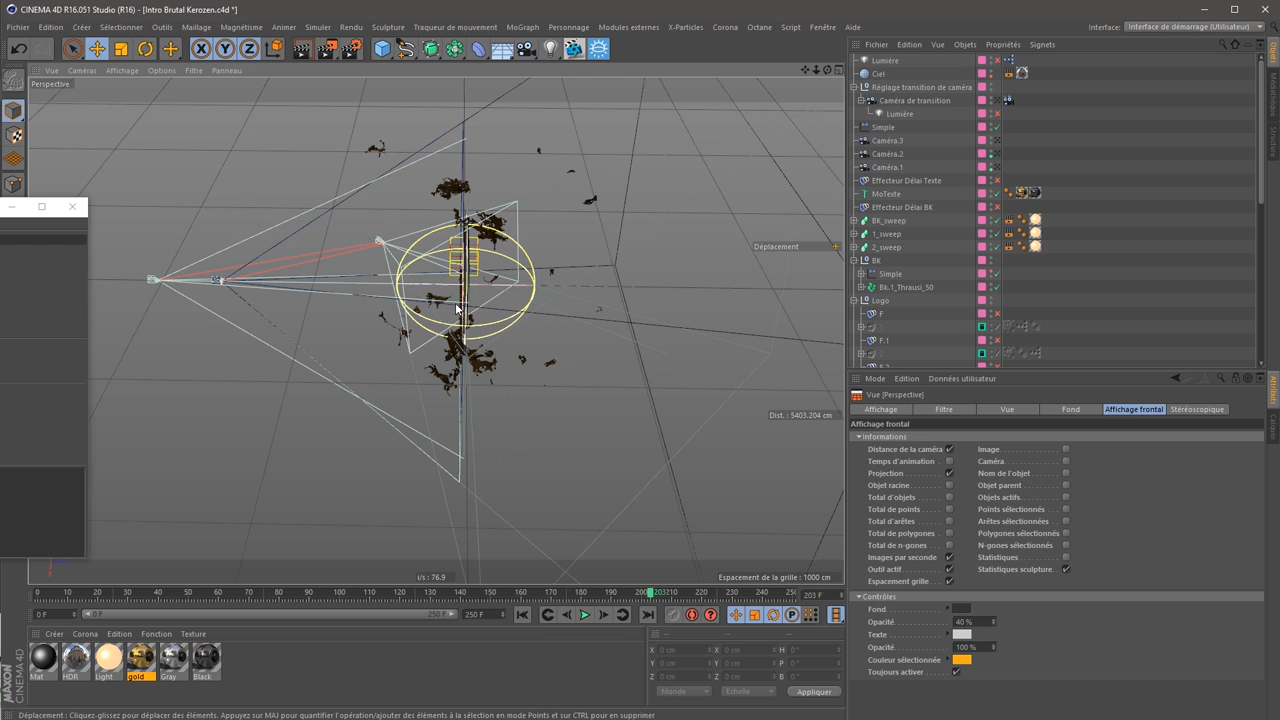 CINEMA 4D R16.051 Studio (R16) - [Intro Brutal Kerozen.c4d *]
Fichier Edition Créer Sélectionner Outils Maillage Magnétisme Animer Simuler Rendu Sculpture Traqueur de mouvement MoGraph Personnage Modules externes X-Particles Corona Octane Script Fenêtre Aide Interface: Interface de démarrage (Utilisateur)
Vue Caméras Affichage Options Filtre Panneau
Perspective
Déplacement
Dist. : 5403.204 cm
i/s : 76.9
Espacement de la grille : 1000 cm
0 10 20 30 40 50 60 70 80 90 100 110 120 130 140 150 160 170 180 190 200 203 210 220 230 240 250
203 F
0 F
0 F
250 F
250 F
Créer Corona Edition Fonction Texture
Mat HDR Light gold Gray Black
MAXON CINEMA 4D
X 0 cm X 0 cm H 0 °
Y 0 cm Y 0 cm P 0 °
Z 0 cm Z 0 cm B 0 °
Monde Echelle Appliquer
Déplacement : Cliquez-glissez pour déplacer des éléments. Appuyez sur MAJ pour quantifier l'opération/ajouter des éléments à la sélection en mode Points et sur CTRL pour en supprimer
Fichier Edition Vue Objets Propriétés Signets
Lumière
Ciel
Réglage transition de caméra
Caméra de transition
Lumière
Simple
Caméra.3
Caméra.2
Caméra.1
Effecteur Délai Texte
MoTexte
Effecteur Délai BK
BK_sweep
1_sweep
2_sweep
BK
Simple
Bk.1_Thrausi_50
Logo
F
F.1
Objets
Structure
Mode Edition Données utilisateur
Vue [Perspective]
Affichage Filtre Vue Fond Affichage frontal Stéréoscopique
Affichage frontal
Informations
Distance de la caméra Image
Temps d'animation Caméra
Projection Nom de l'objet
Objet racine Objet parent
Total d'objets Objets actifs
Total de points Points sélectionnés
Total d'arêtes Arêtes sélectionnées
Total de polygones Polygones sélectionnés
Total de n-gones N-gones sélectionnés
Images par seconde Statistiques
Outil actif Statistiques sculpture
Espacement grille
Contrôles
Fond
Opacité 40 %
Texte
Opacité 100 %
Couleur sélectionnée
Toujours activer
Attributs
Calques